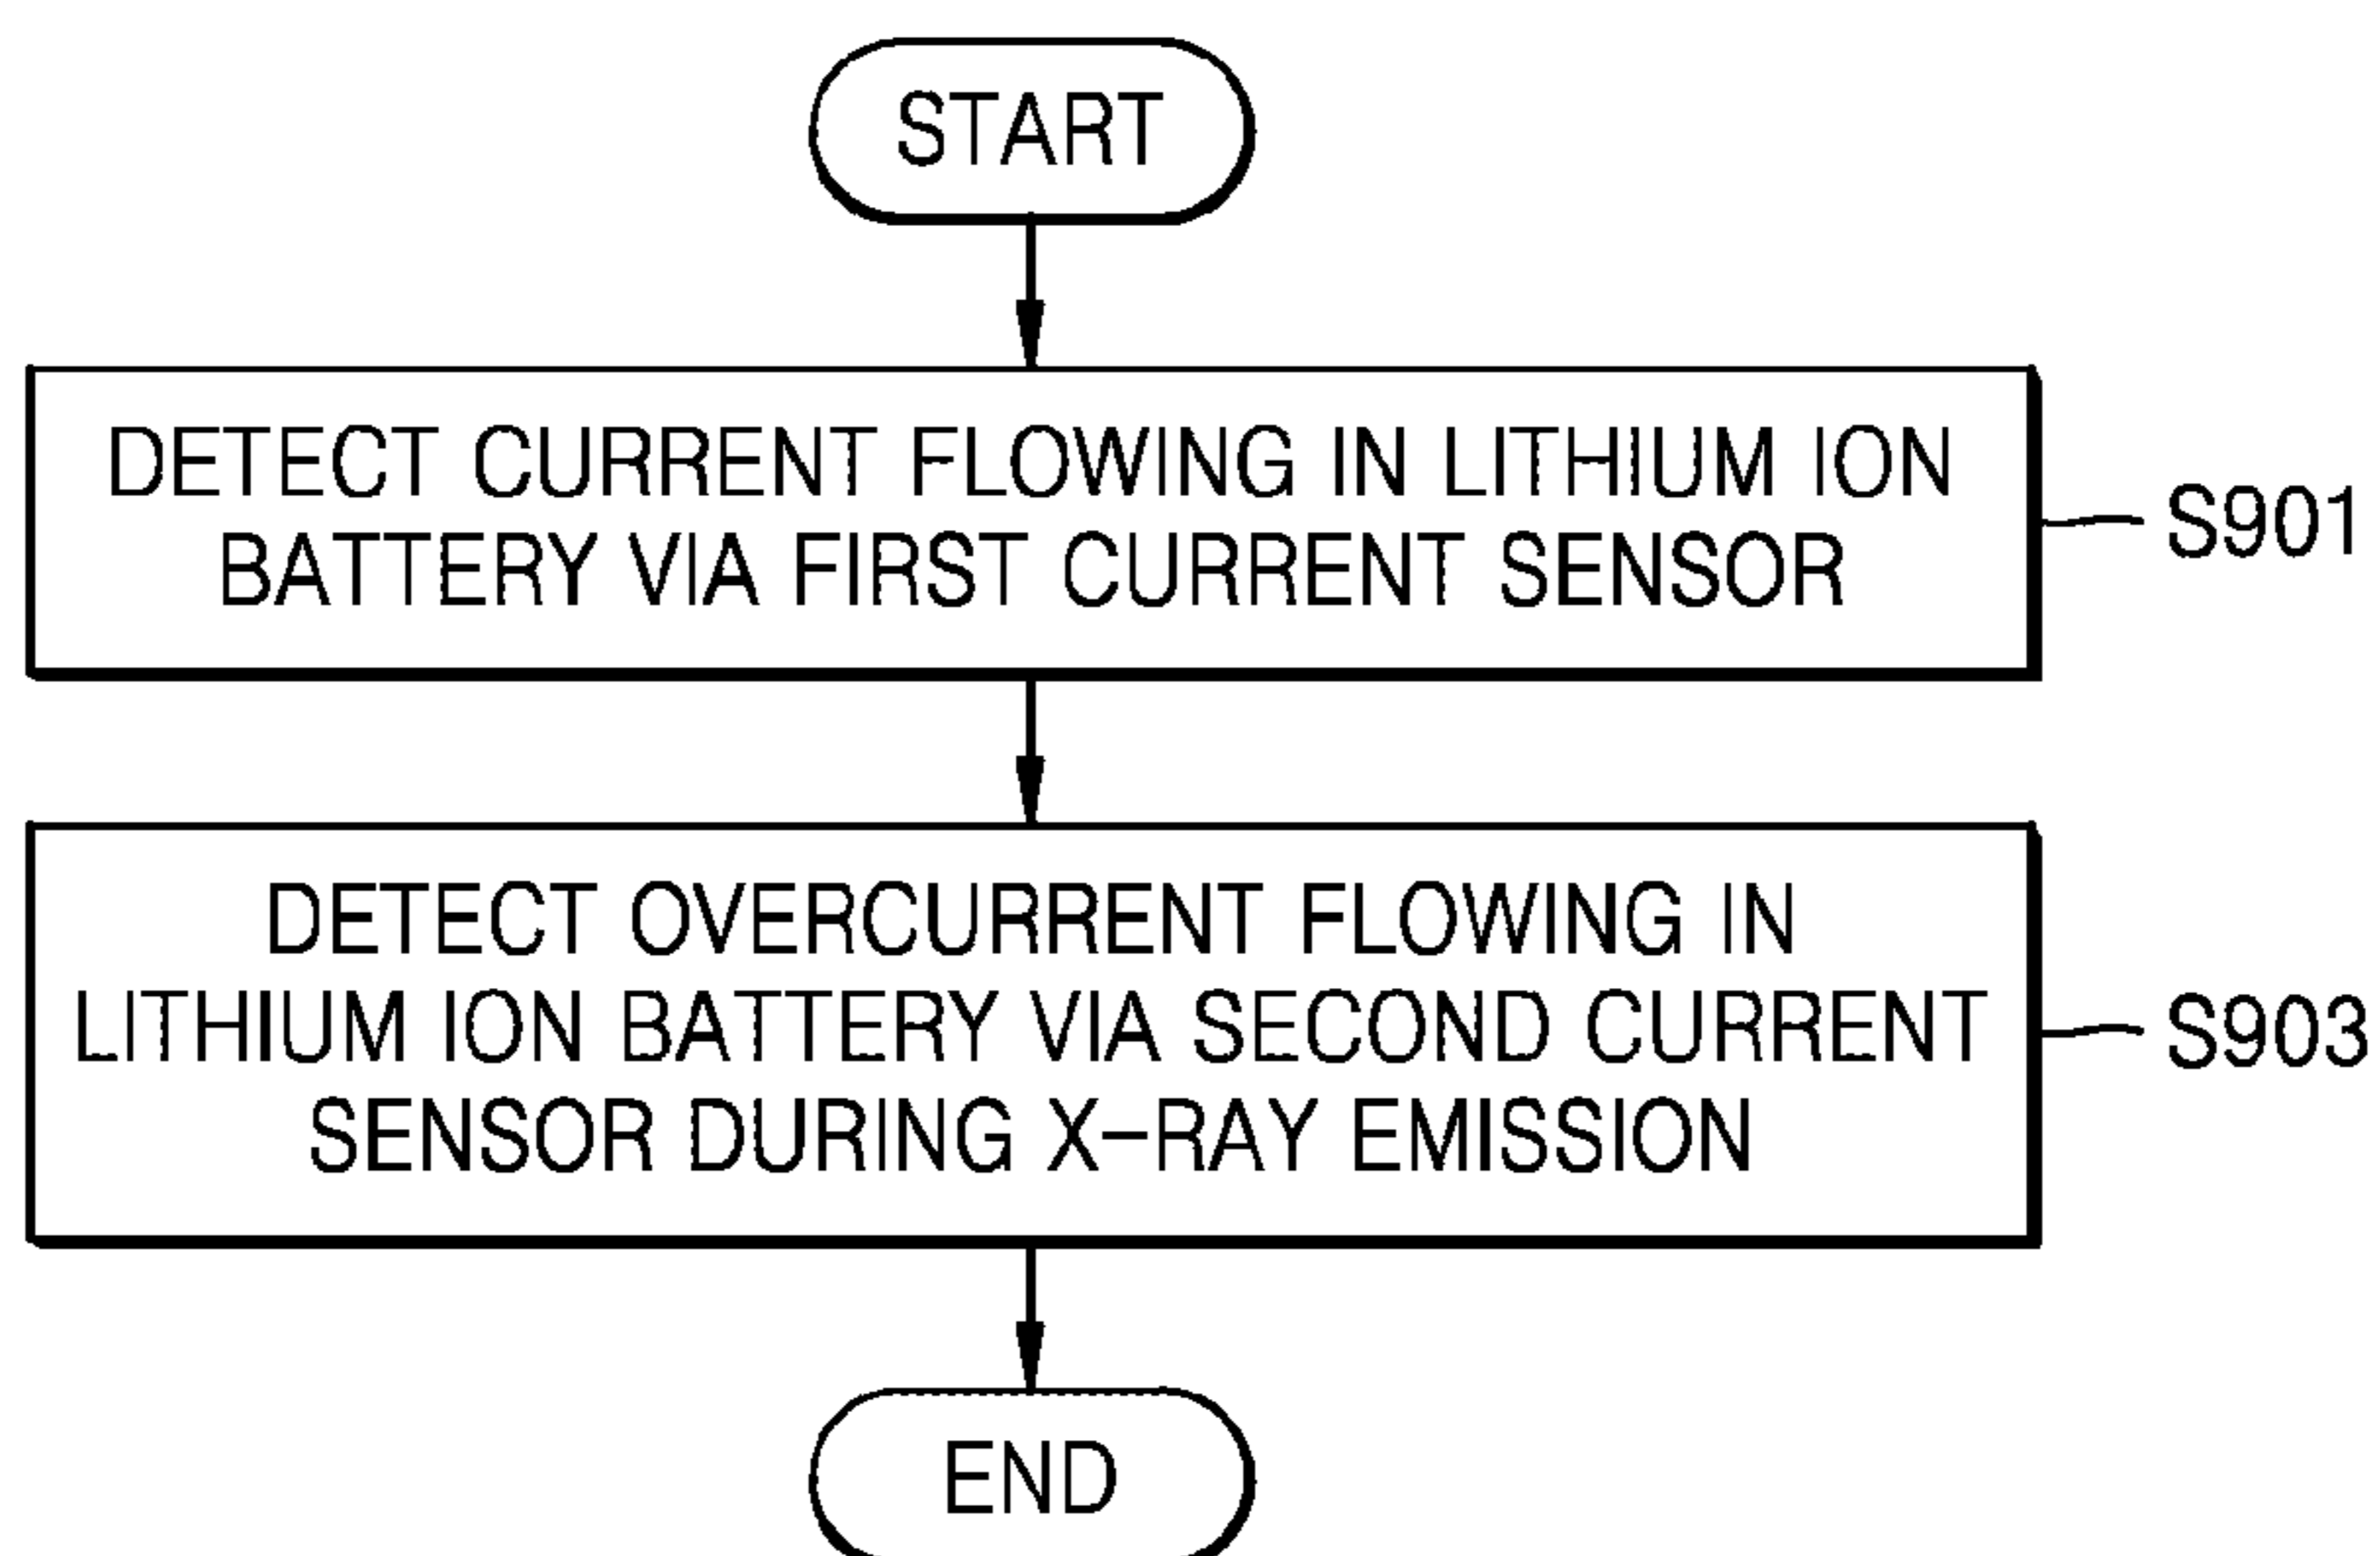 START
DETECT CURRENT FLOWING IN LITHIUM ION
BATTERY VIA FIRST CURRENT SENSOR
S901
DETECT OVERCURRENT FLOWING IN
LITHIUM ION BATTERY VIA SECOND CURRENT
SENSOR DURING X-RAY EMISSION
S903
END